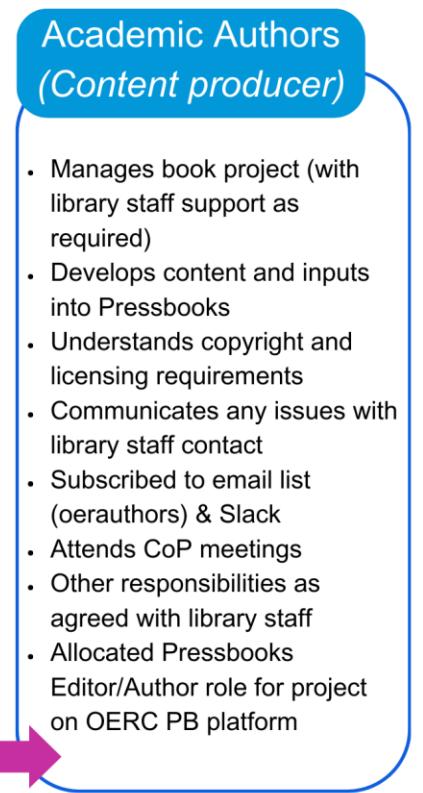 Academic Authors
(Content producer)
• Manages book project (with
library staff support as
required)
• Develops content and inputs
into Pressbooks
• Understands copyright and
licensing requirements
• Communicates any issues with
library staff contact
• Subscribed to email list
(oerauthors) & Slack
• Attends CoP meetings
• Other responsibilities as
agreed with library staff
• Allocated Pressbooks
Editor/Author role for project
on OERC PB platform